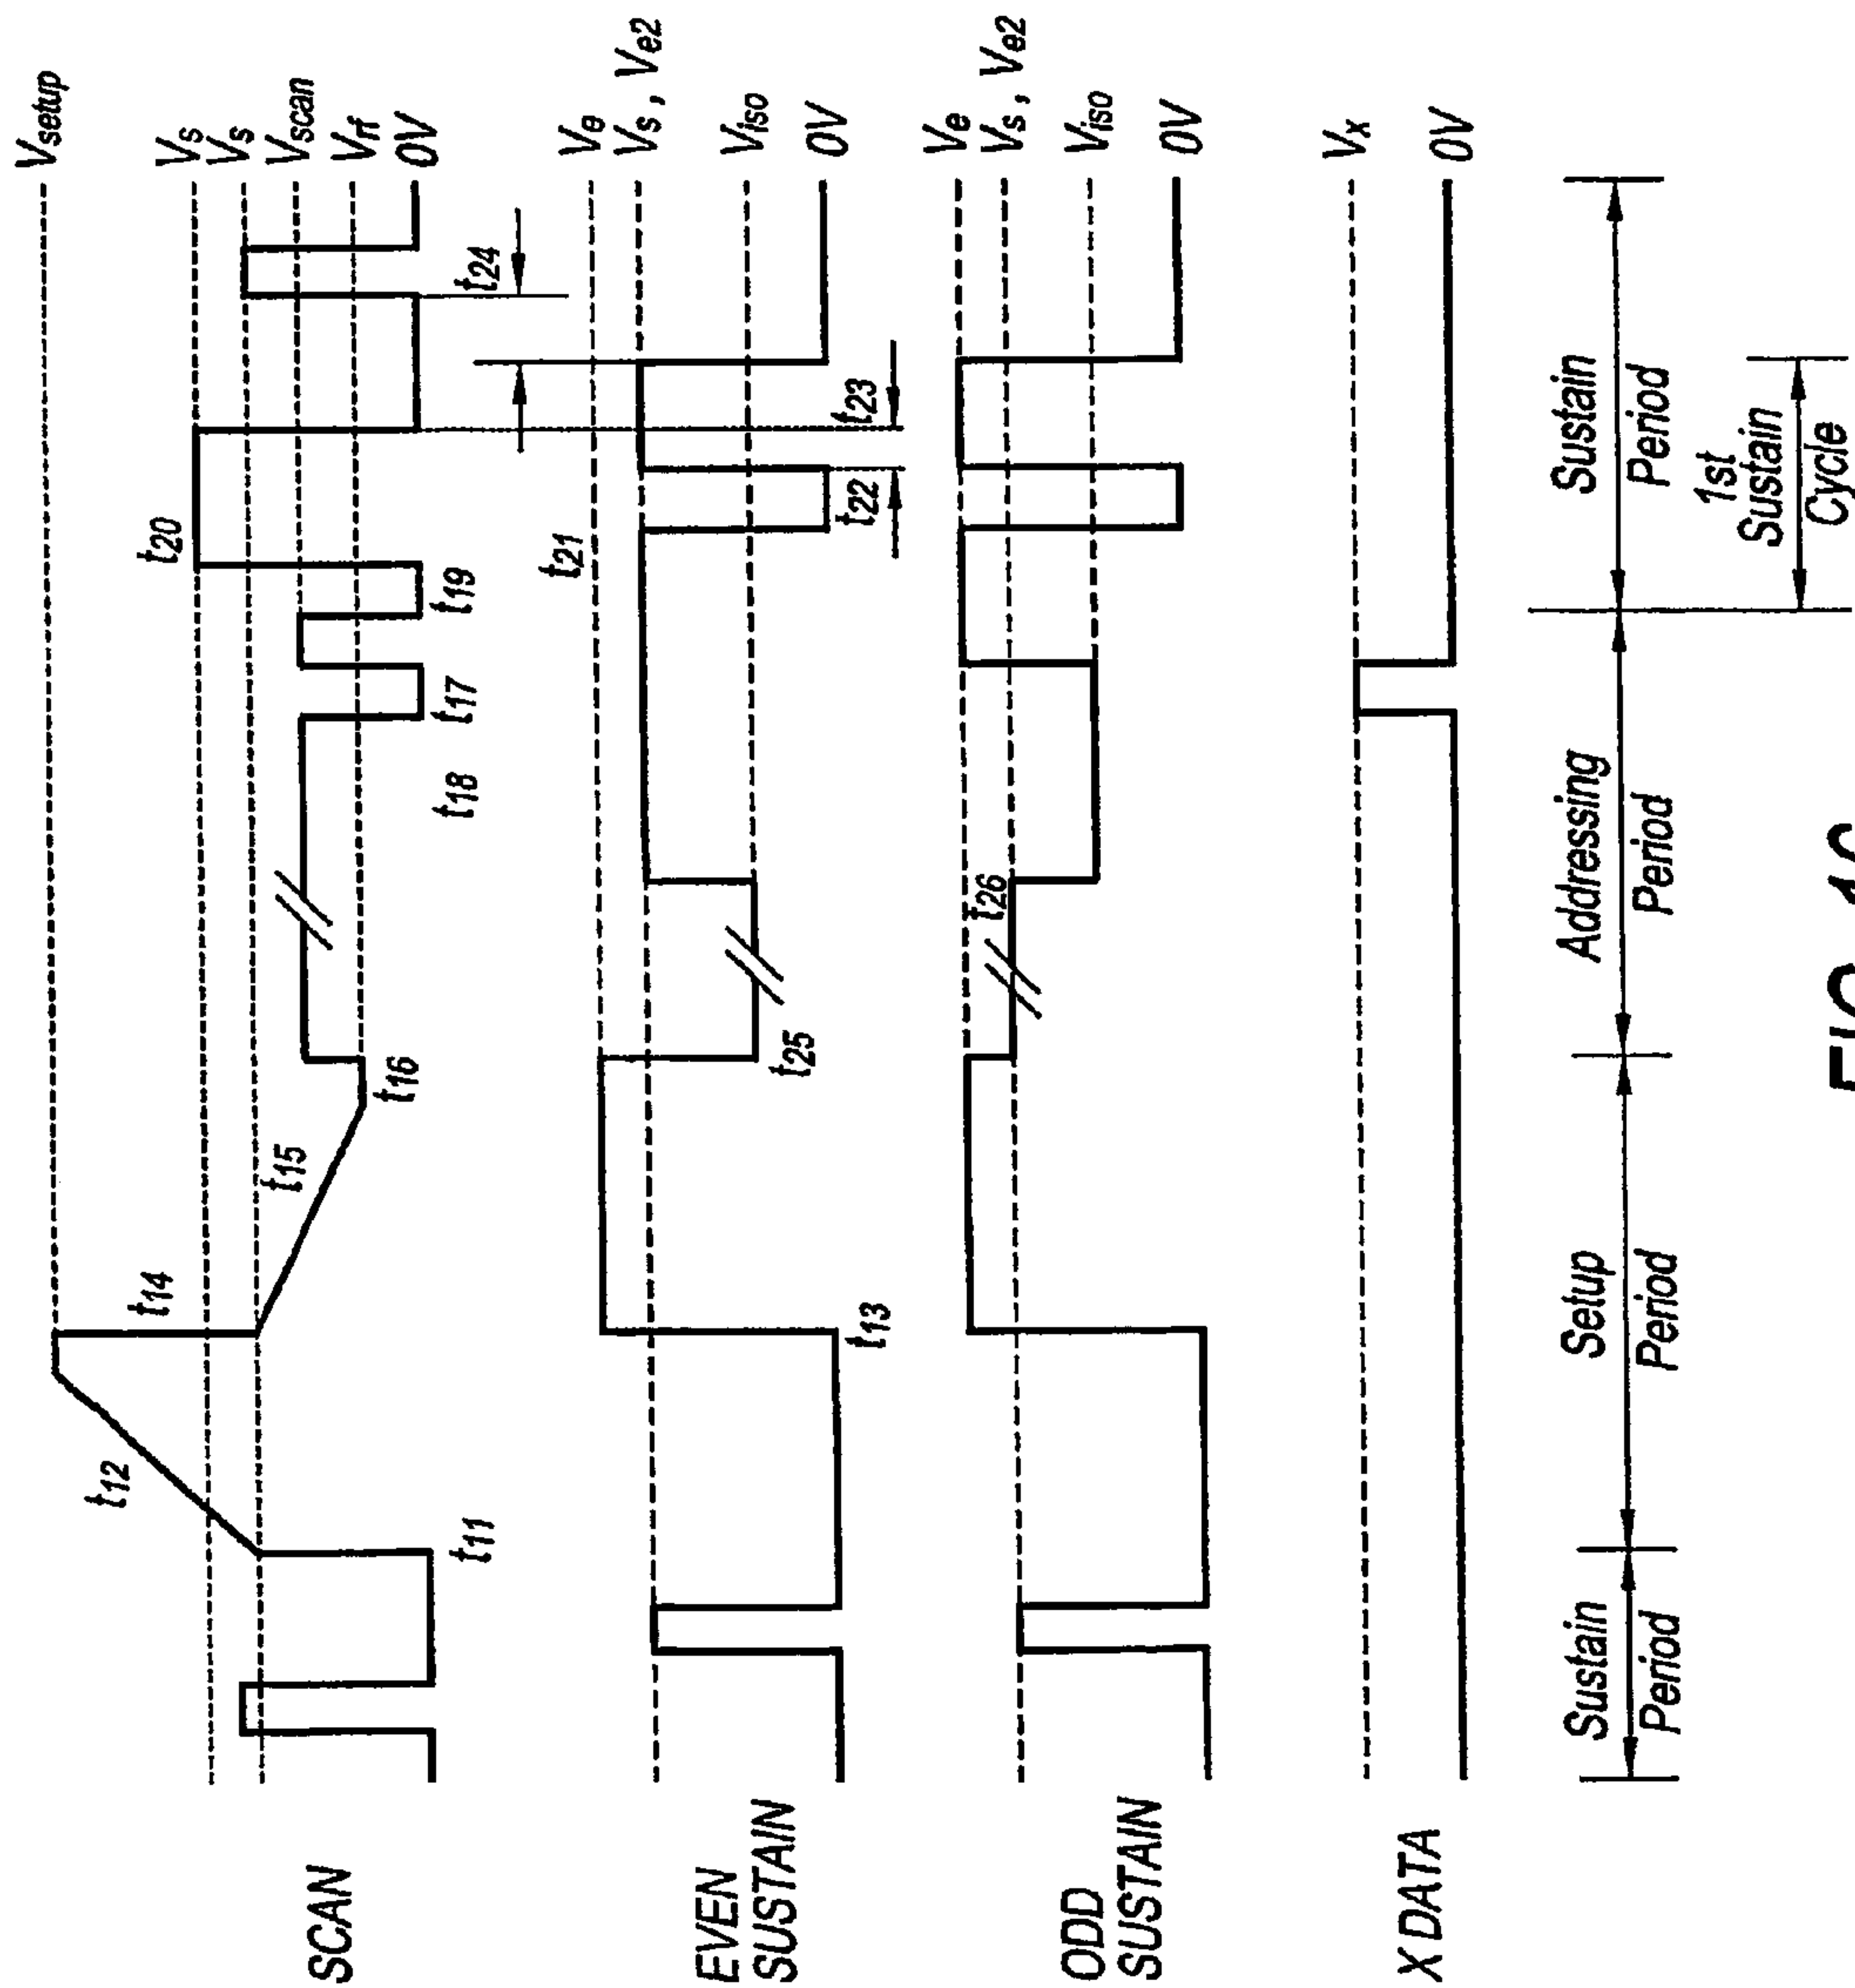 SCAN
Vsetup
Vs
Vs
Vscan
Vrf
0V
t11
t12
t14
t15
t16
t18
t17
t19
t20
t24
EVEN
SUSTAIN
Ve
Vs, Ve2
Viso
0V
t13
t25
t21
t22
t23
ODD
SUSTAIN
Ve
Vs, Ve2
Viso
0V
t26
X DATA
Vx
0V
Sustain
Period
Setup
Period
Addressing
Period
Sustain
Period
1st
Sustain
Cycle